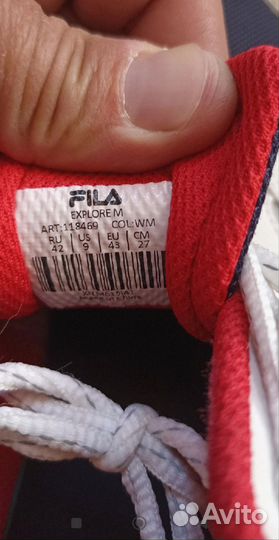 FILA
EXPLORE M
ART:118469 COL:WM
RU US EU CM
42 9 43 27
Avito